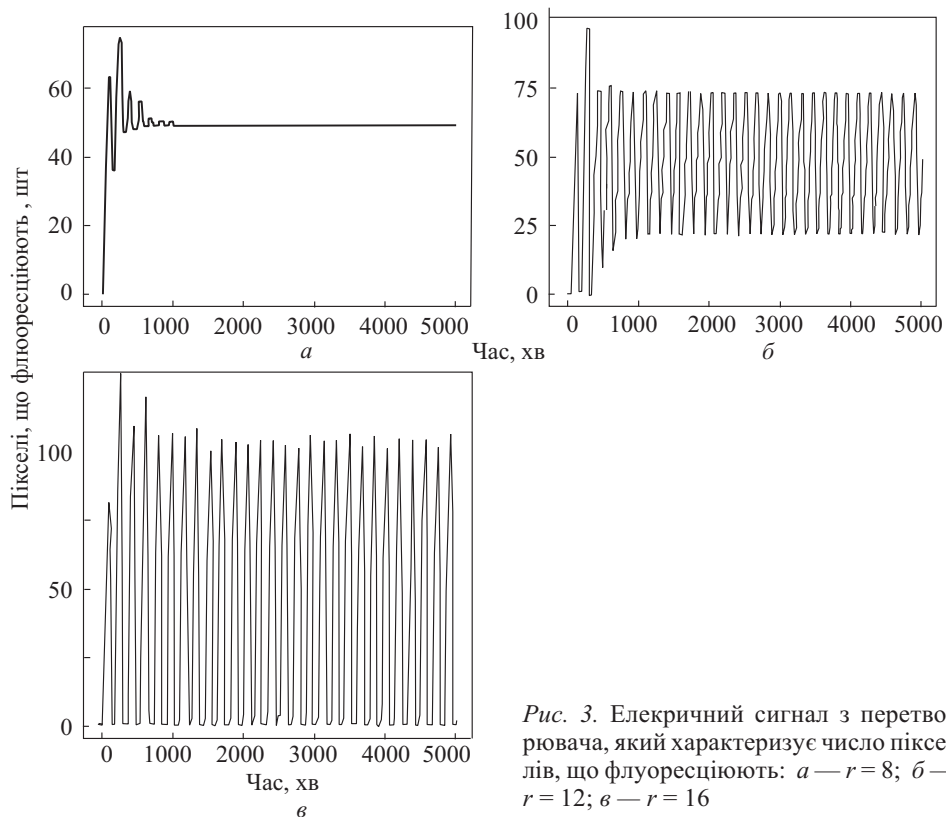 Пікселі, що флюоресціюють , шт
60
40
20
0
0 1000 2000 3000 4000 5000
а
100
75
50
25
0
0 1000 2000 3000 4000 5000
б
Час, хв
100
50
0
0 1000 2000 3000 4000 5000
Час, хв
в
Рис. 3. Елекричний сигнал з перетво
рювача, який характеризує число піксе
лів, що флуоресціюють: а — r = 8; б —
r = 12; в — r = 16